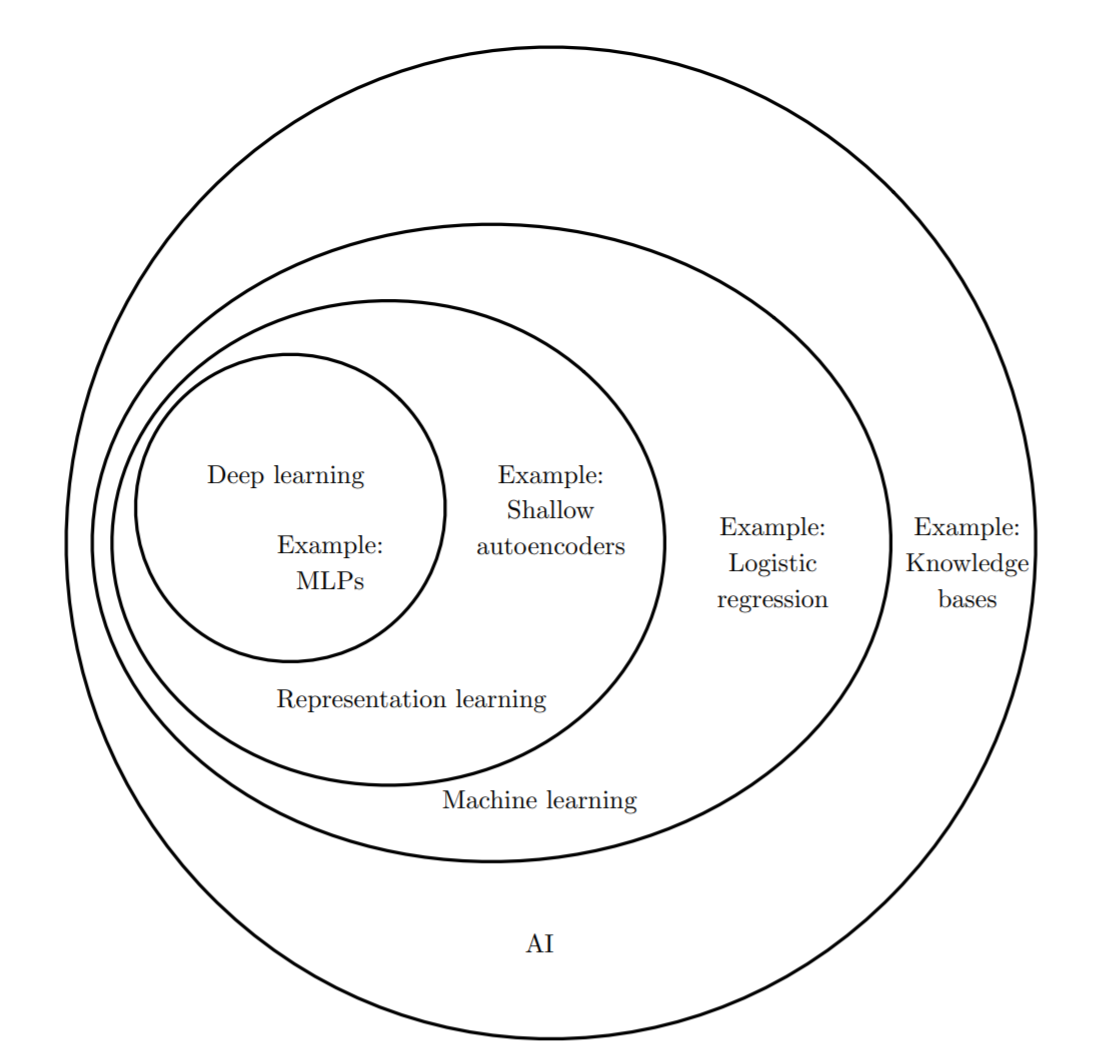 Deep learning
Example:
MLPs
Example:
Shallow
autoencoders
Example:
Logistic
regression
Example:
Knowledge
bases
Representation learning
Machine learning
AI